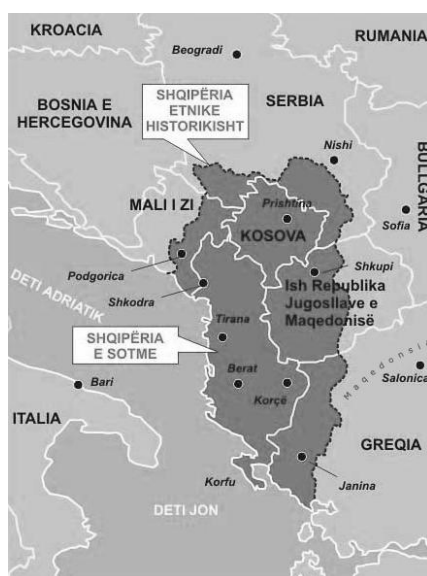 KROACIA
RUMANIA
Beogradi
SHQIPËRIA
ETNIKE
HISTORIKISHT
BOSNIA E
HERCEGOVINA
SERBIA
Nishi
BULLGARIA
MALI I ZI
Prishtina
KOSOVA
Sofia
Podgorica
Shkupi
DETI ADRIATIK
Shkodra
Ish Republika
Jugosllave e
Maqedonisë
Tirana
SHQIPËRIA
E SOTME
Maqedonsia
Bari
Berat
Korçë
Salonica
ITALIA
GREQIA
Korfu
Janina
DETI JON